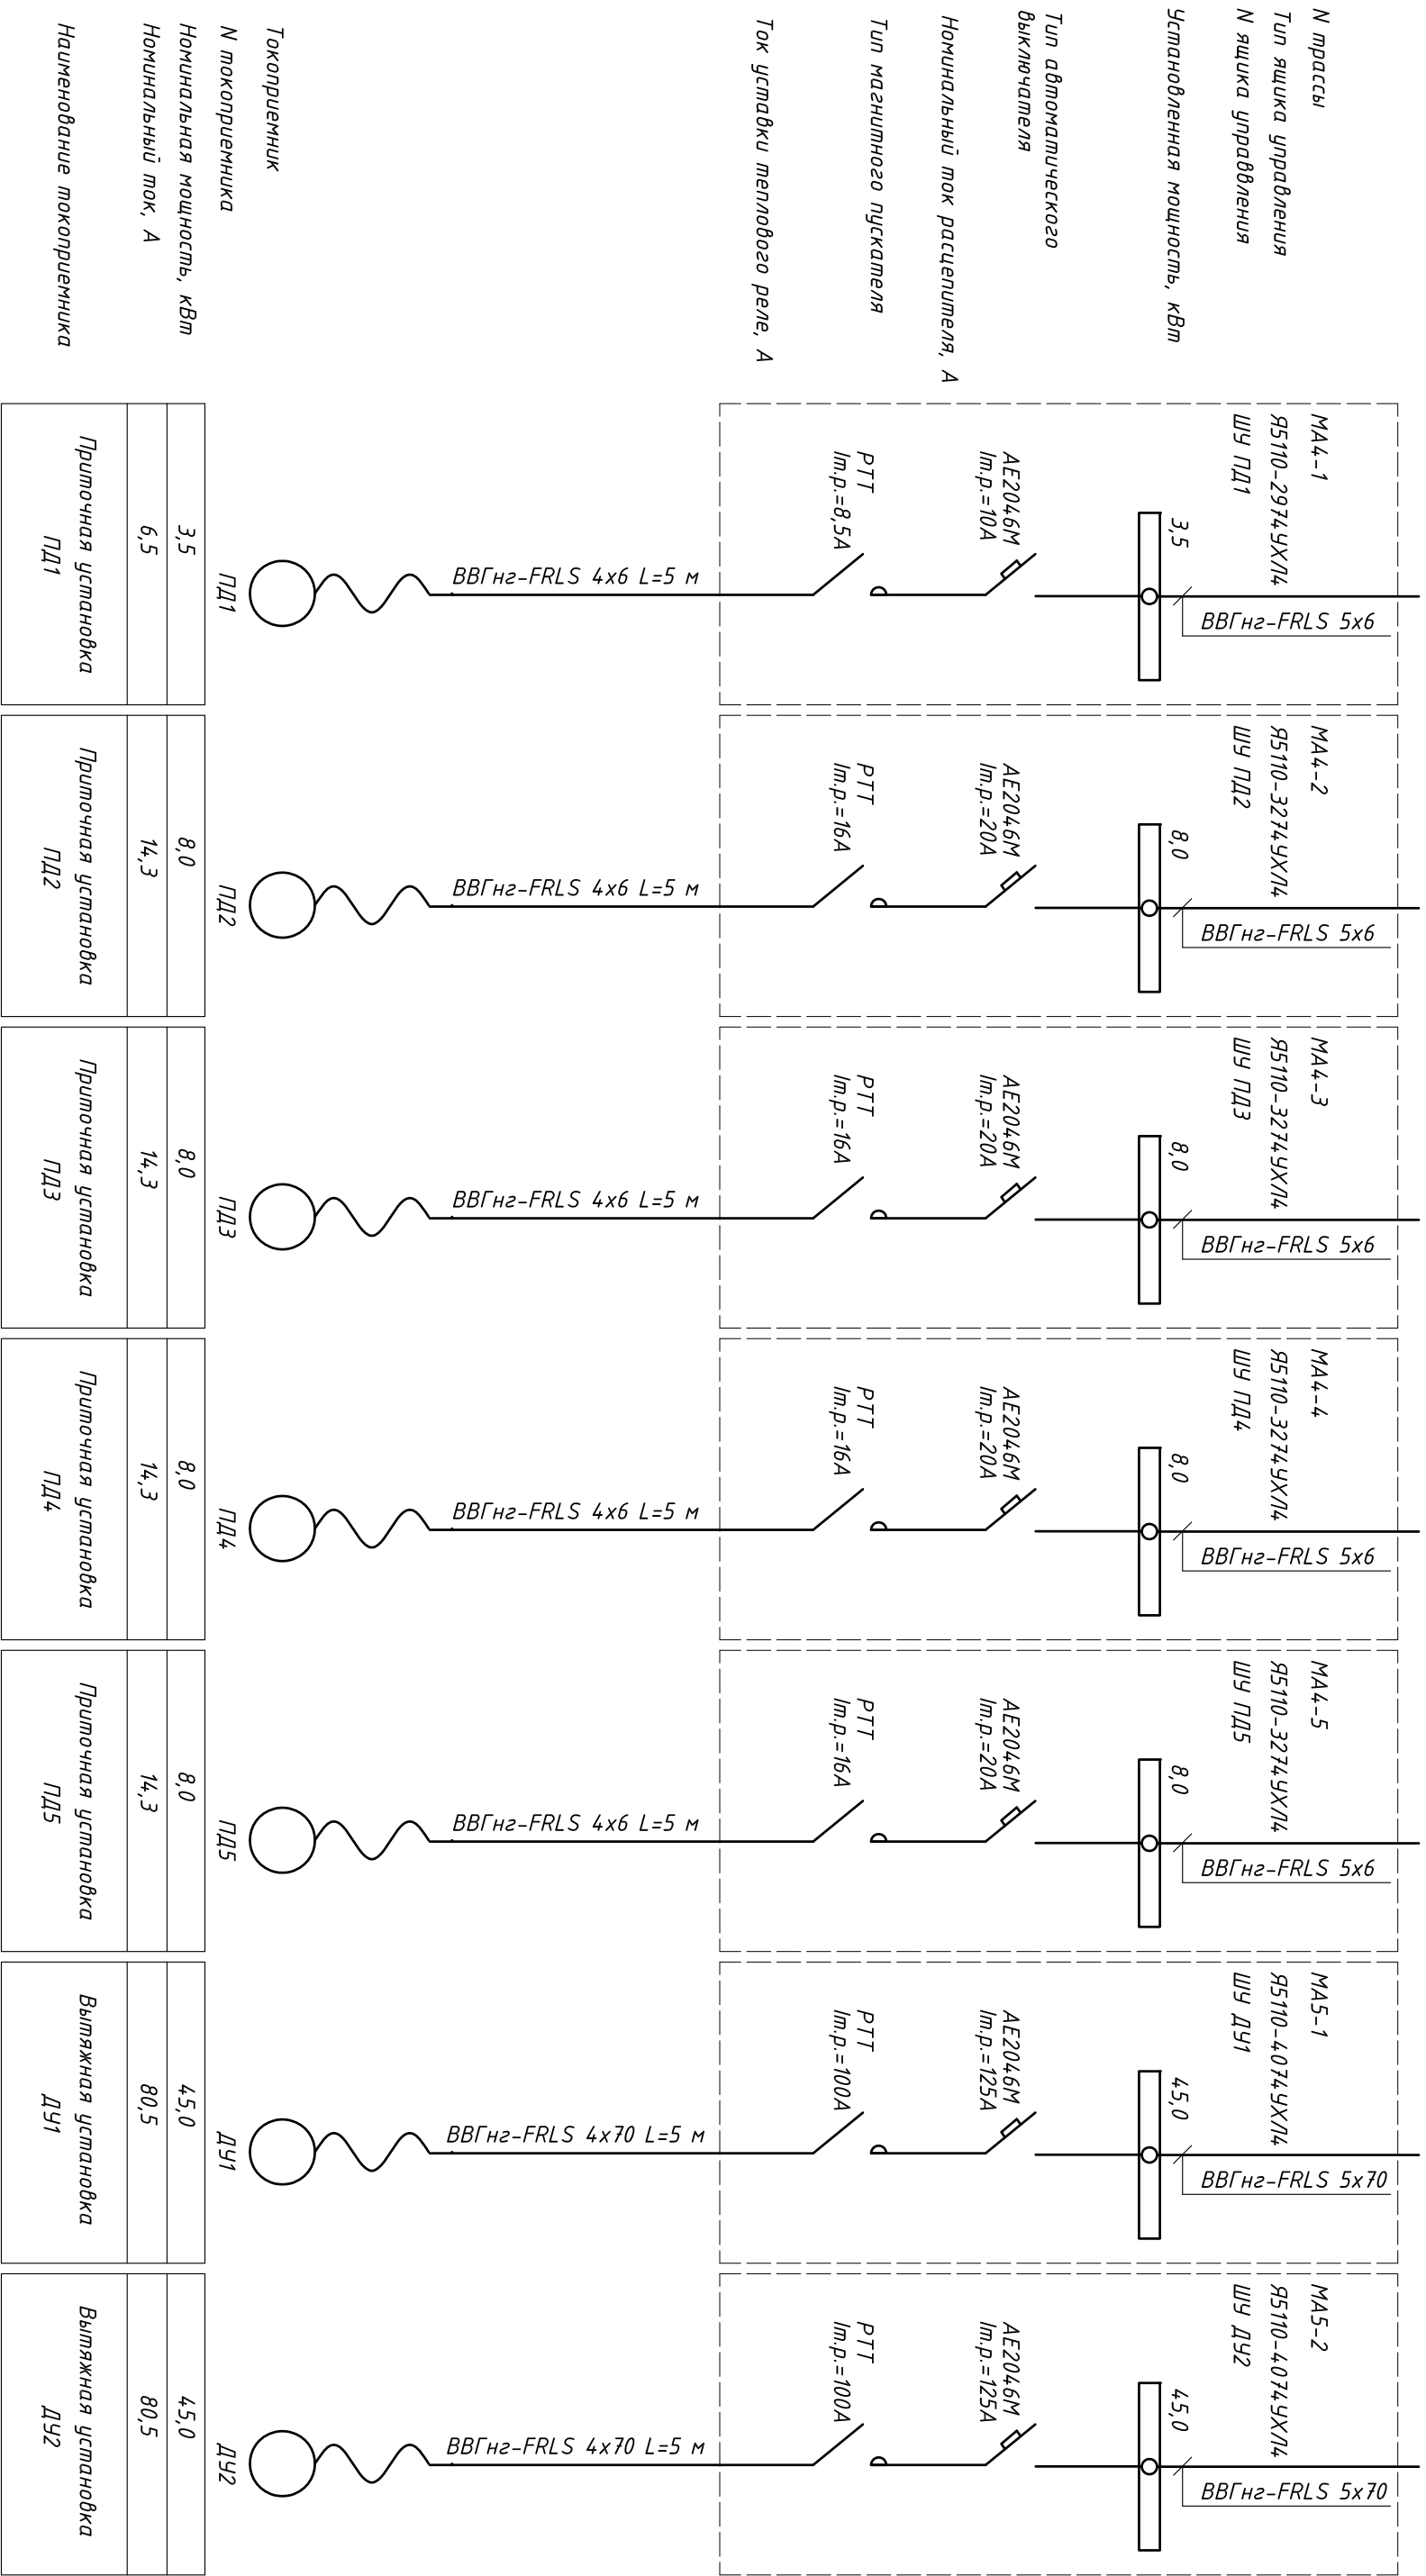 N трассы
Тип ящика управления
N ящика управвления
Установленная мощность, кВт
Тип автоматического
выключателя
Номинальный ток расцепителя, А
Тип магнитного пускателя
Ток уставки теплового реле, А
Токоприемник
N токоприемника
Номинальная мощность, кВт
Номинальный ток, А
Наименование токоприемника
МА4-1
Я5110-2974УХЛ4
ШУ ПД1
ВВГнг-FRLS 5х6
3,5
АЕ2046М
Iт.р.=10А
РТТ
Iт.р.=8,5А
ВВГнг-FRLS 4х6 L=5 м
ПД1
3,5
6,5
Приточная установка
ПД1
МА4-2
Я5110-3274УХЛ4
ШУ ПД2
ВВГнг-FRLS 5х6
8,0
АЕ2046М
Iт.р.=20А
РТТ
Iт.р.=16А
ВВГнг-FRLS 4х6 L=5 м
ПД2
8,0
14,3
Приточная установка
ПД2
МА4-3
Я5110-3274УХЛ4
ШУ ПД3
ВВГнг-FRLS 5х6
8,0
АЕ2046М
Iт.р.=20А
РТТ
Iт.р.=16А
ВВГнг-FRLS 4х6 L=5 м
ПД3
8,0
14,3
Приточная установка
ПД3
МА4-4
Я5110-3274УХЛ4
ШУ ПД4
ВВГнг-FRLS 5х6
8,0
АЕ2046М
Iт.р.=20А
РТТ
Iт.р.=16А
ВВГнг-FRLS 4х6 L=5 м
ПД4
8,0
14,3
Приточная установка
ПД4
МА4-5
Я5110-3274УХЛ4
ШУ ПД5
ВВГнг-FRLS 5х6
8,0
АЕ2046М
Iт.р.=20А
РТТ
Iт.р.=16А
ВВГнг-FRLS 4х6 L=5 м
ПД5
8,0
14,3
Приточная установка
ПД5
МА5-1
Я5110-4074УХЛ4
ШУ ДУ1
ВВГнг-FRLS 5х70
45,0
АЕ2046М
Iт.р.=125А
РТТ
Iт.р.=100А
ВВГнг-FRLS 4х70 L=5 м
ДУ1
45,0
80,5
Вытяжная установка
ДУ1
МА5-2
Я5110-4074УХЛ4
ШУ ДУ2
ВВГнг-FRLS 5х70
45,0
АЕ2046М
Iт.р.=125А
РТТ
Iт.р.=100А
ВВГнг-FRLS 4х70 L=5 м
ДУ2
45,0
80,5
Вытяжная установка
ДУ2